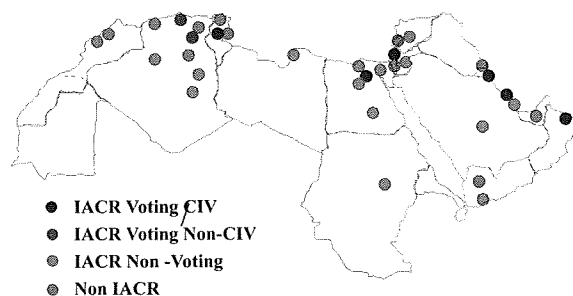 IACR Voting CIV
IACR Voting Non-CIV
IACR Non -Voting
Non IACR